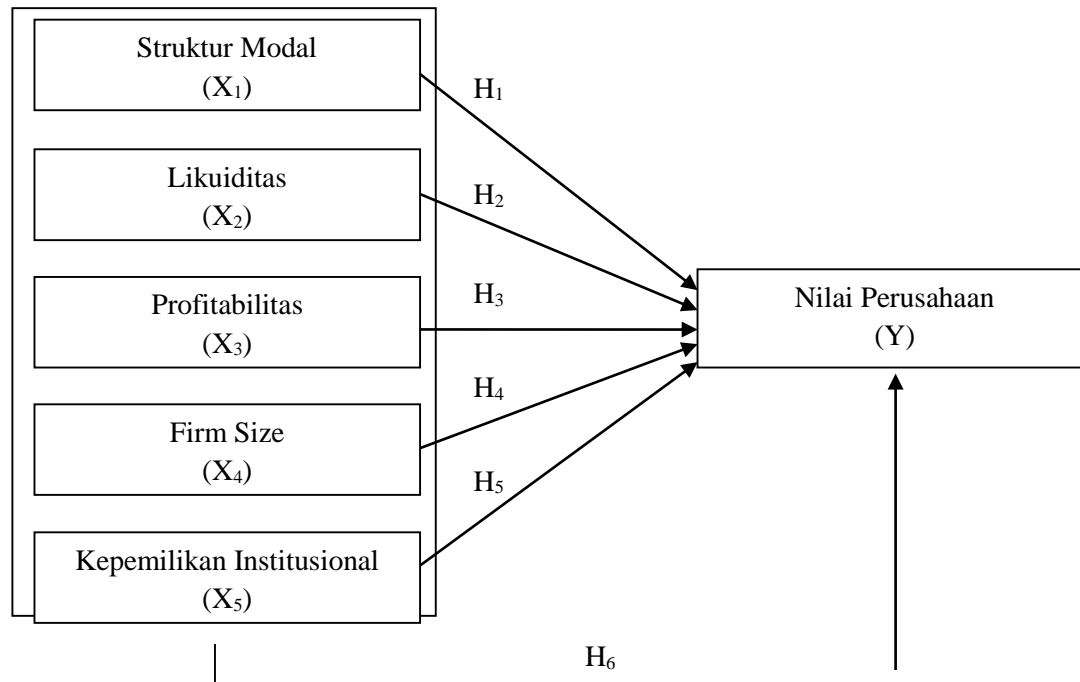 Struktur Modal
(X₁)
Likuiditas
(X₂)
Profitabilitas
(X₃)
Firm Size
(X₄)
Kepemilikan Institusional
(X₅)
H₁
H₂
H₃
H₄
H₅
Nilai Perusahaan
(Y)
H₆